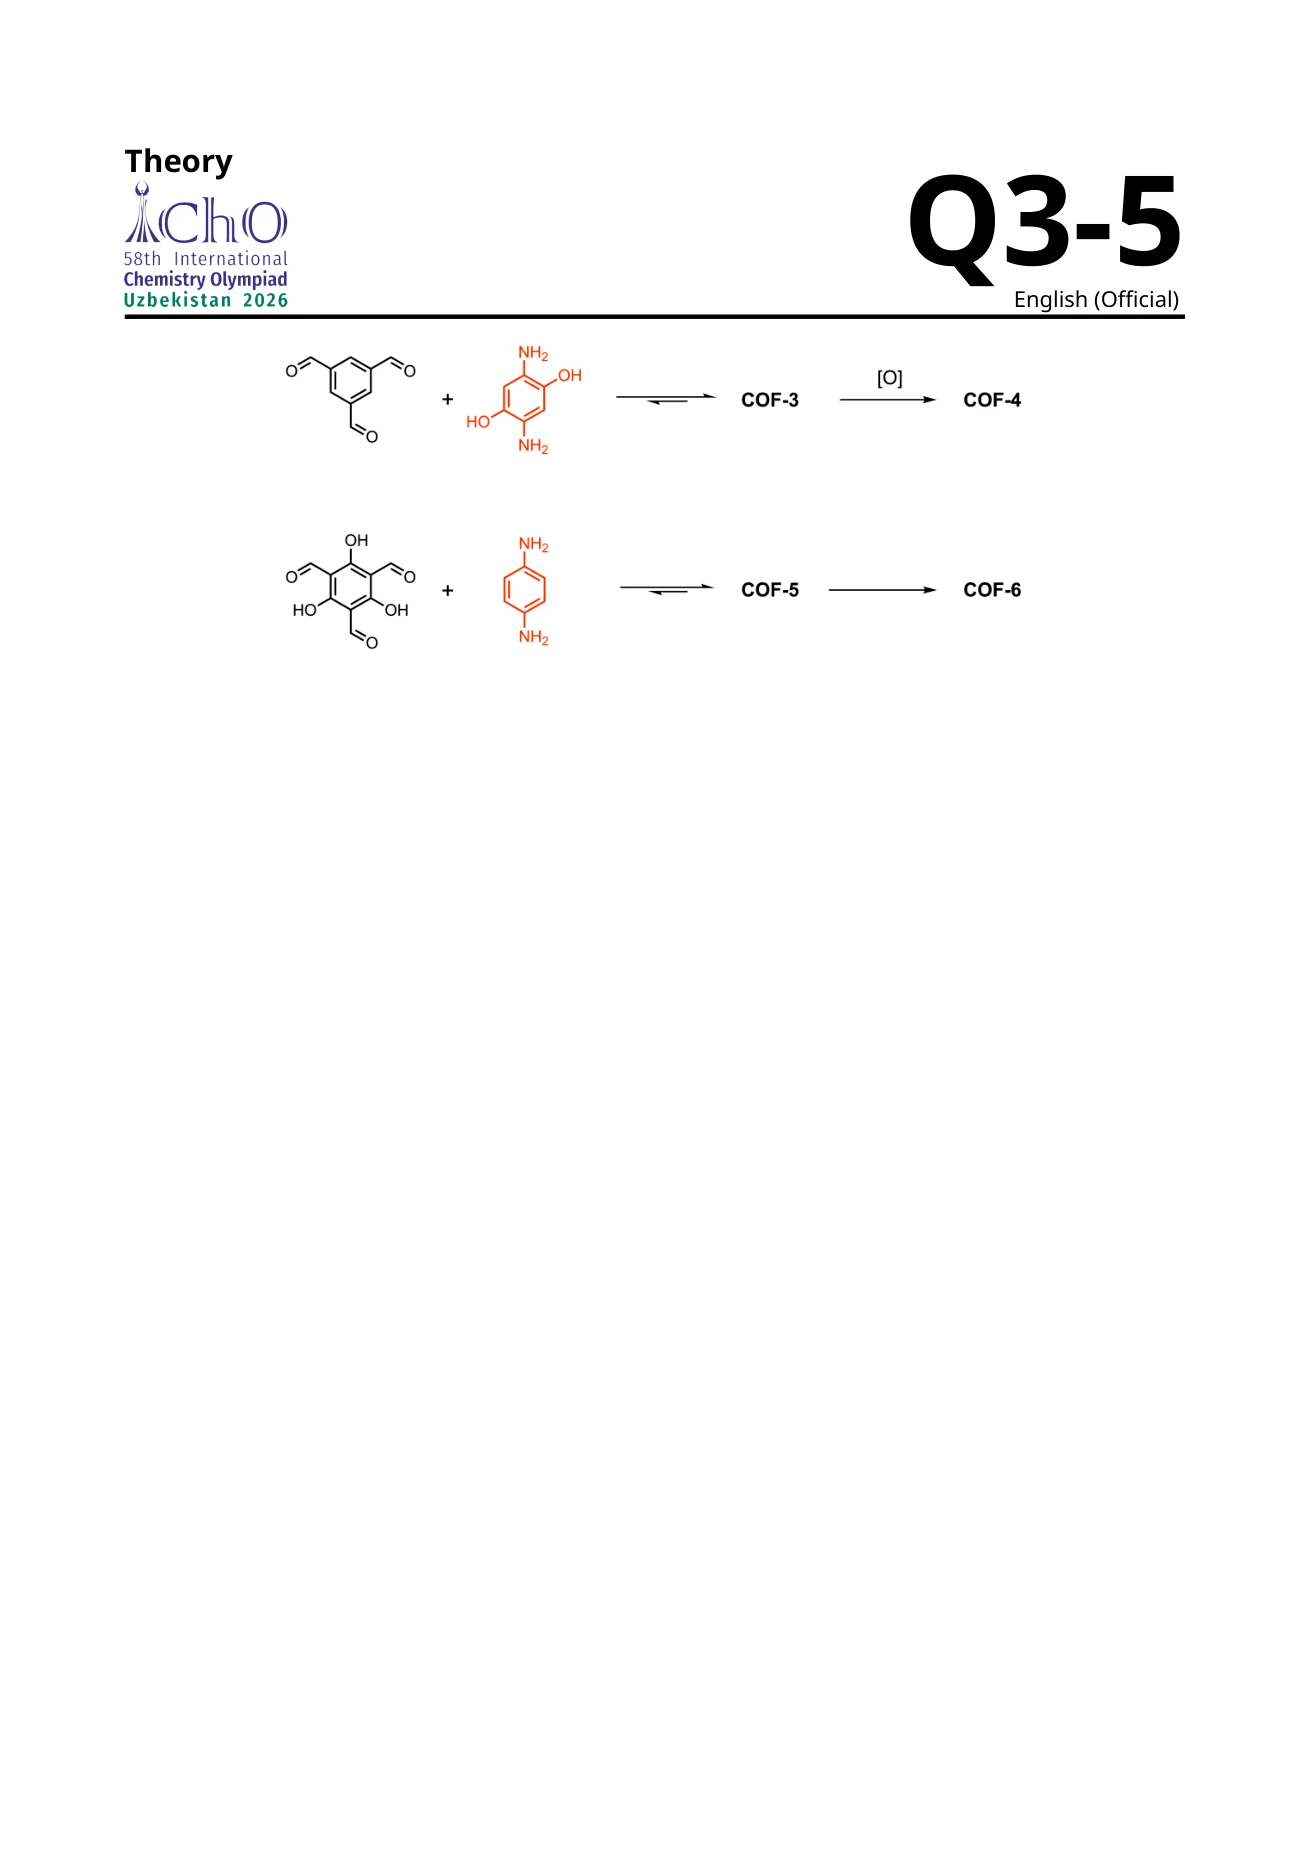 Theory
IChO
58th International
Chemistry Olympiad
Uzbekistan 2026
Q3-5
English (Official)
O
O
O
+
NH2
OH
HO
NH2
COF-3
[O]
COF-4
OH
O
O
HO
OH
O
+
NH2
NH2
COF-5
COF-6